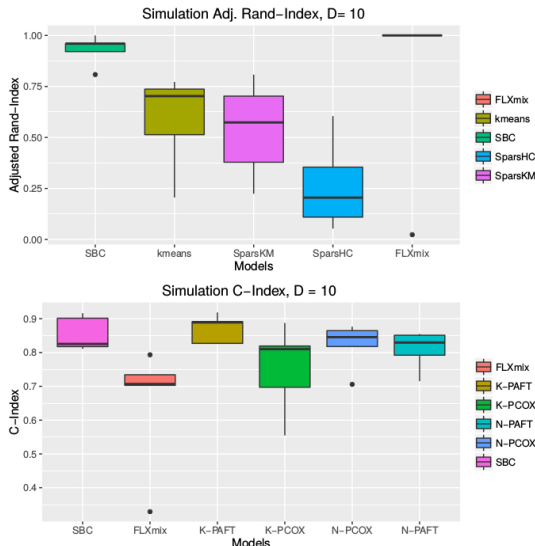 Simulation Adj. Rand−Index, D= 10
Adjusted Rand−Index
1.00
0.75
0.50
0.25
0.00
SBC kmeans SparsKM SparsHC FLXmix
Models
FLXmix
kmeans
SBC
SparsHC
SparsKM
Simulation C−Index, D = 10
C−Index
0.9
0.8
0.7
0.6
0.5
0.4
SBC FLXmix K−PAFT K−PCOX N−PCOX N−PAFT
Models
FLXmix
K−PAFT
K−PCOX
N−PAFT
N−PCOX
SBC